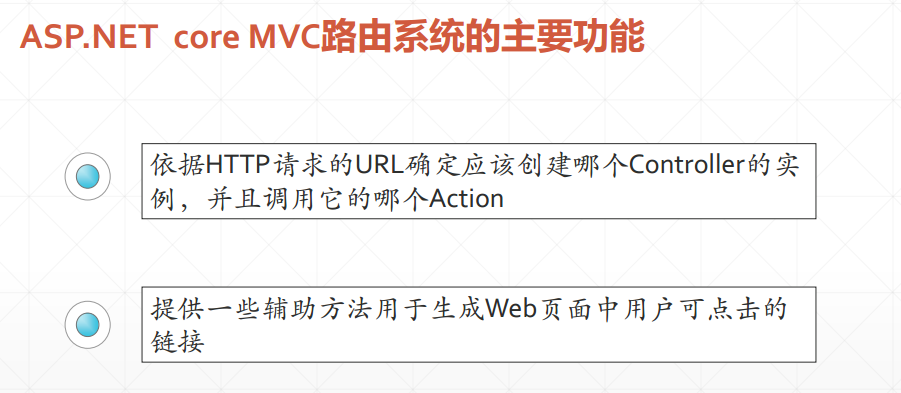 ASP.NET core MVC路由系统的主要功能
依据HTTP请求的URL确定应该创建哪个Controller的实
例，并且调用它的哪个Action
提供一些辅助方法用于生成Web页面中用户可点击的
链接